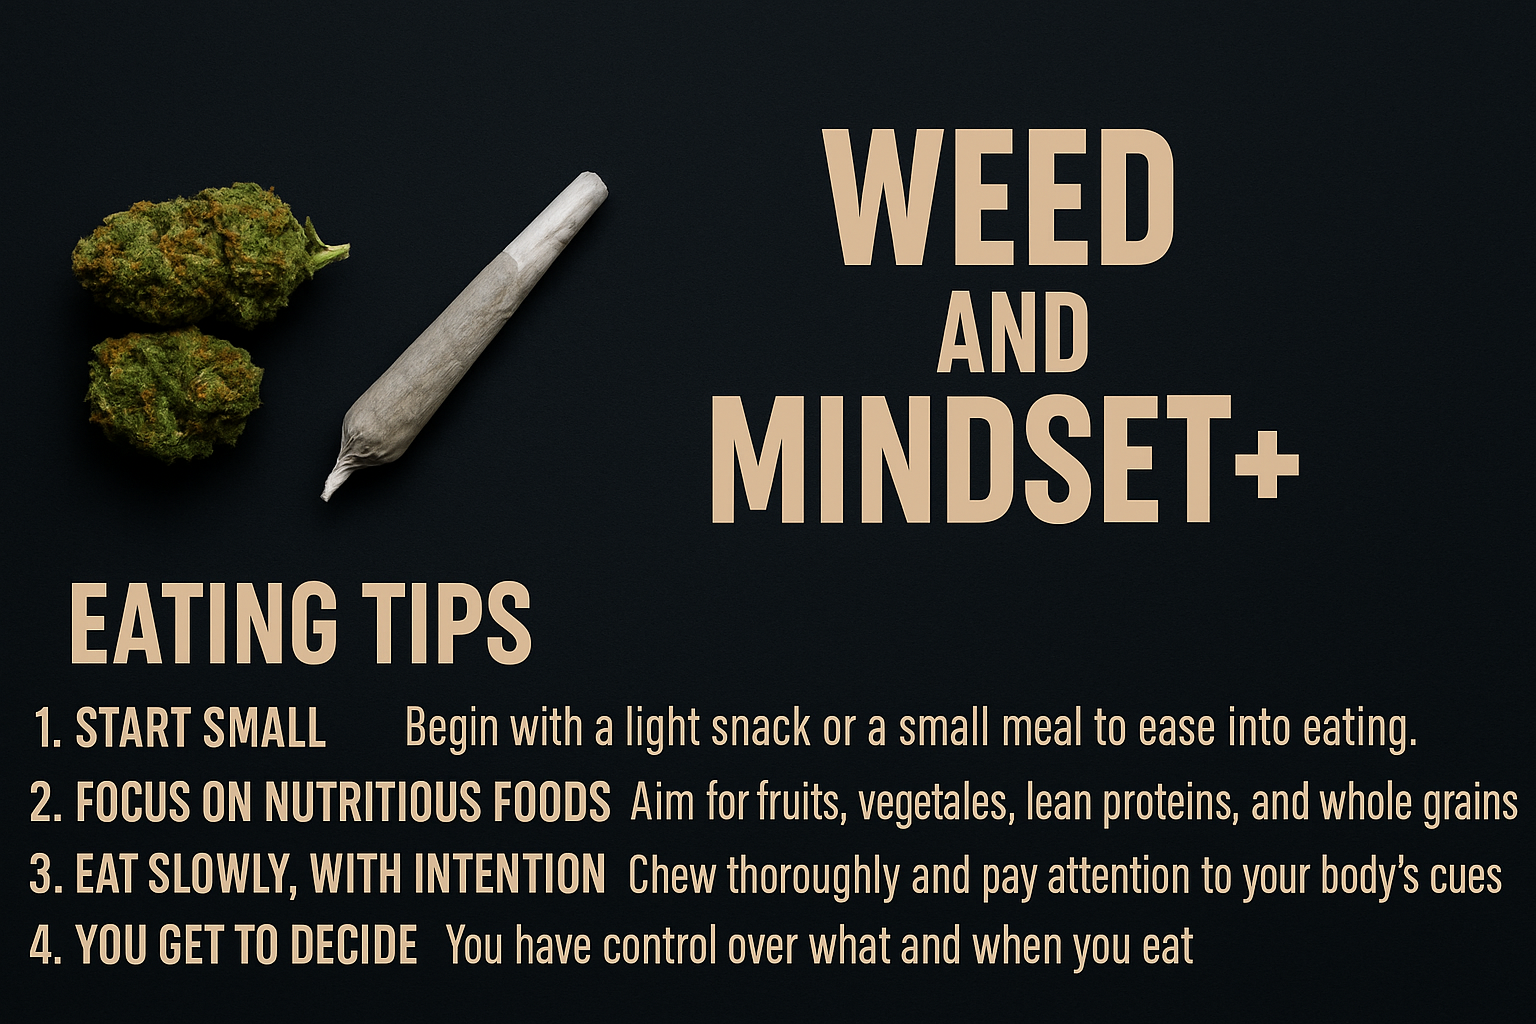 WEED
AND
MINDSET+
EATING TIPS
1. START SMALL Begin with a light snack or a small meal to ease into eating.
2. FOCUS ON NUTRITIOUS FOODS Aim for fruits, vegetales, lean proteins, and whole grains
3. EAT SLOWLY, WITH INTENTION Chew thoroughly and pay attention to your body’s cues
4. YOU GET TO DECIDE You have control over what and when you eat